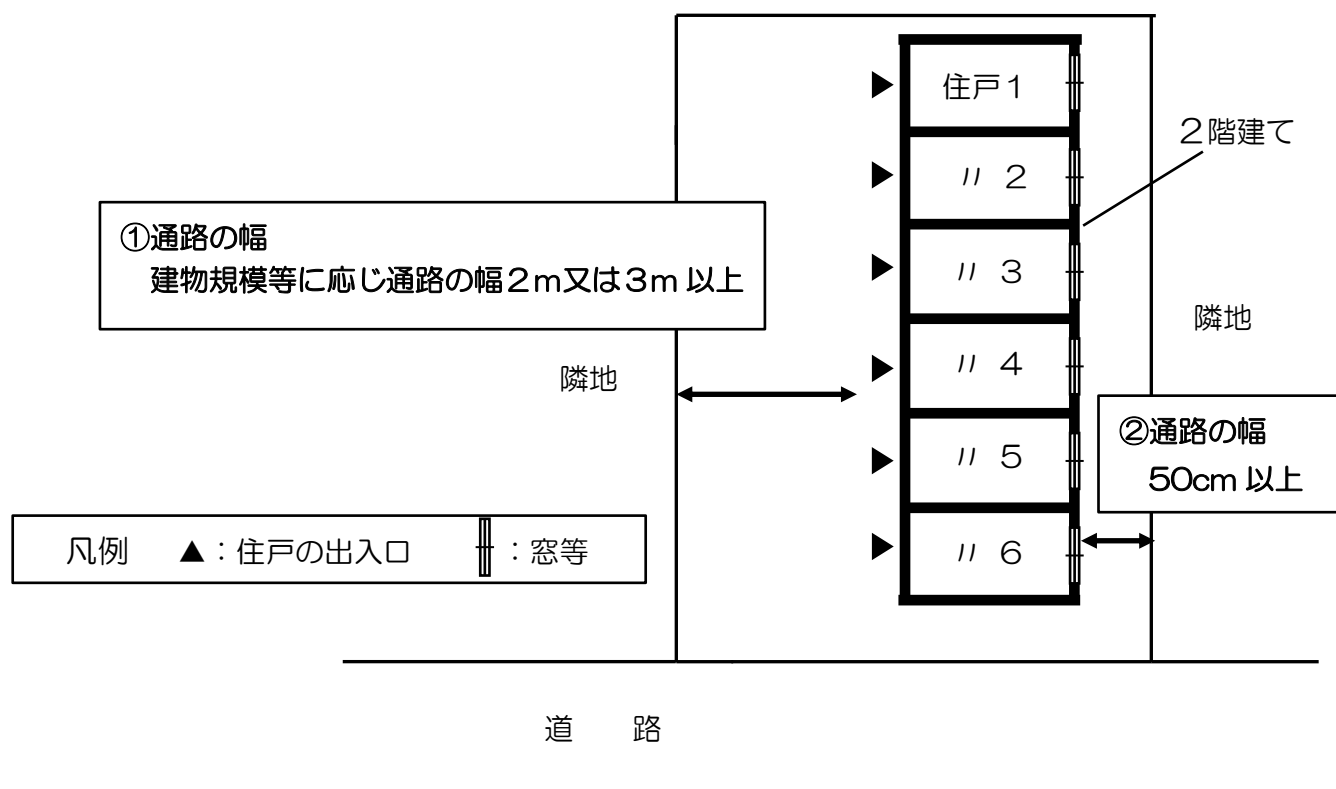 住戸1
2階建て
〃 2
①通路の幅
建物規模等に応じ通路の幅2m又は3m 以上
〃 3
隣地
隣地
〃 4
②通路の幅
50cm 以上
〃 5
凡例 ▲:住戸の出入口 :窓等
〃 6
道 路